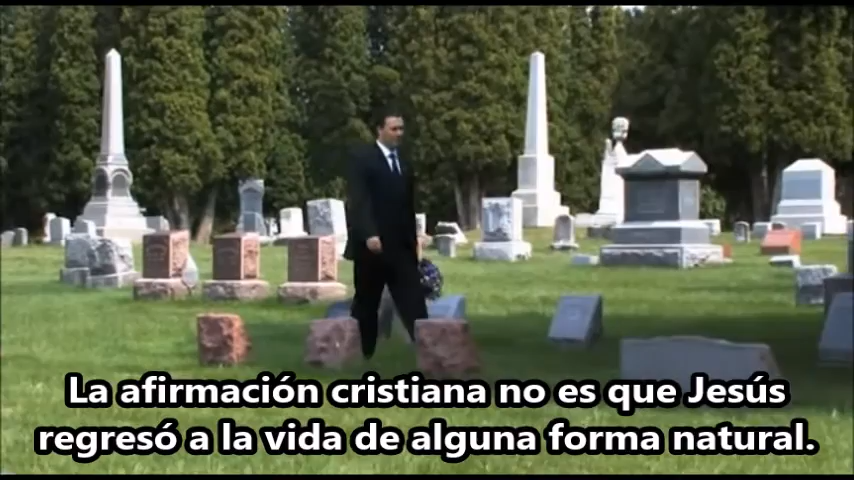 La afirmación cristiana no es que Jesús
regresó a la vida de alguna forma natural.